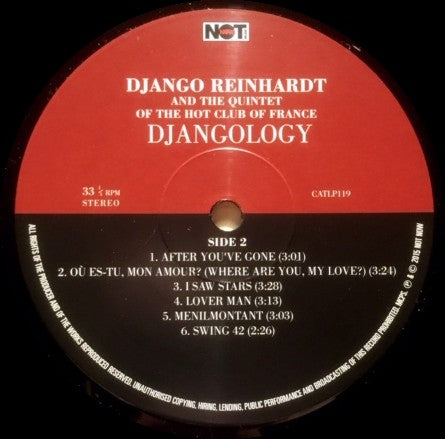 NOT
DJANGO REINHARDT
AND THE QUINTET
OF THE HOT CLUB OF FRANCE
DJANGOLOGY
33 ⅓ RPM
STEREO
CATLP119
SIDE 2
1. AFTER YOU'VE GONE (3:01)
2. OÙ ES-TU, MON AMOUR? (WHERE ARE YOU, MY LOVE?) (3:24)
3. I SAW STARS (3:28)
4. LOVER MAN (3:13)
5. MENILMONTANT (3:03)
6. SWING 42 (2:26)
ALL RIGHTS OF THE PRODUCER AND OF THE WORKS REPRODUCED RESERVED. UNAUTHORISED COPYING, HIRING, LENDING, PUBLIC PERFORMANCE AND BROADCASTING OF THIS RECORD PROHIBITED. MCPS. ℗ & © 2015 NOT NOW